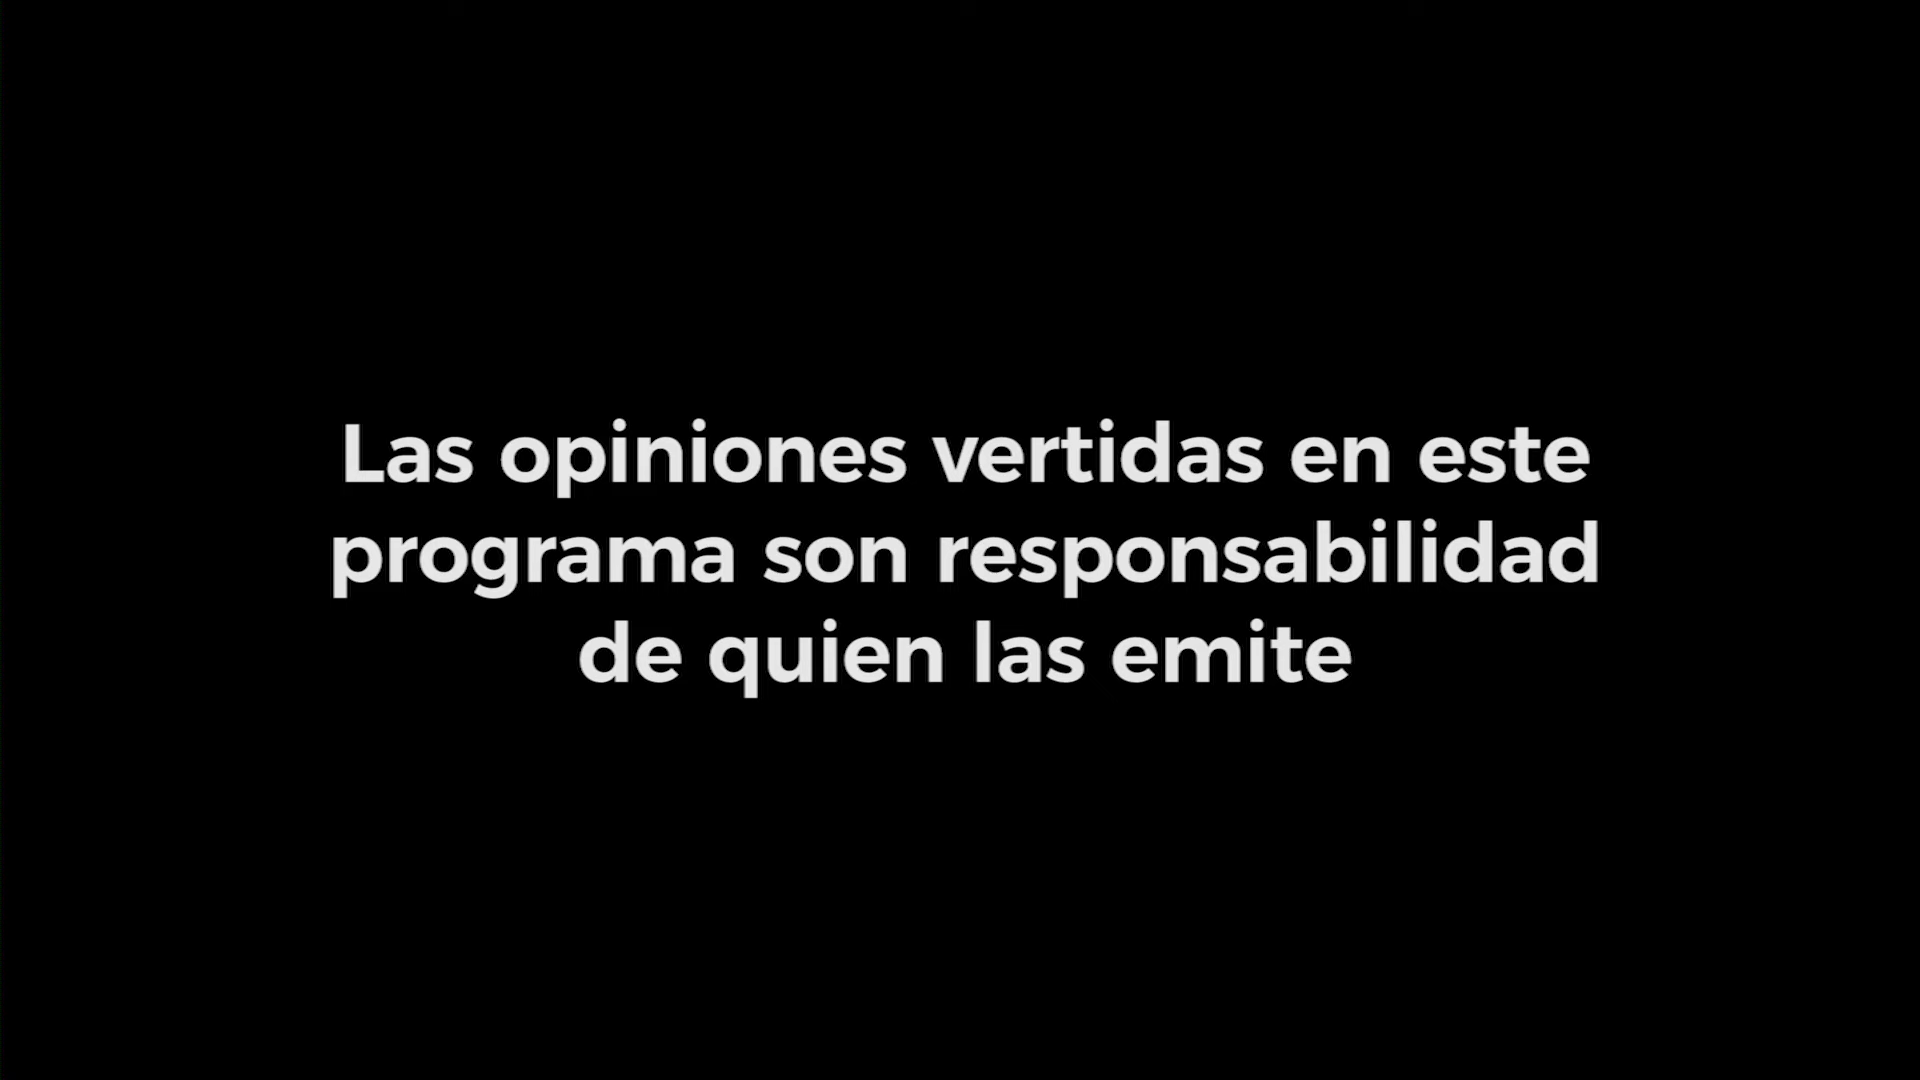 Las opiniones vertidas en este
programa son responsabilidad
de quien las emite